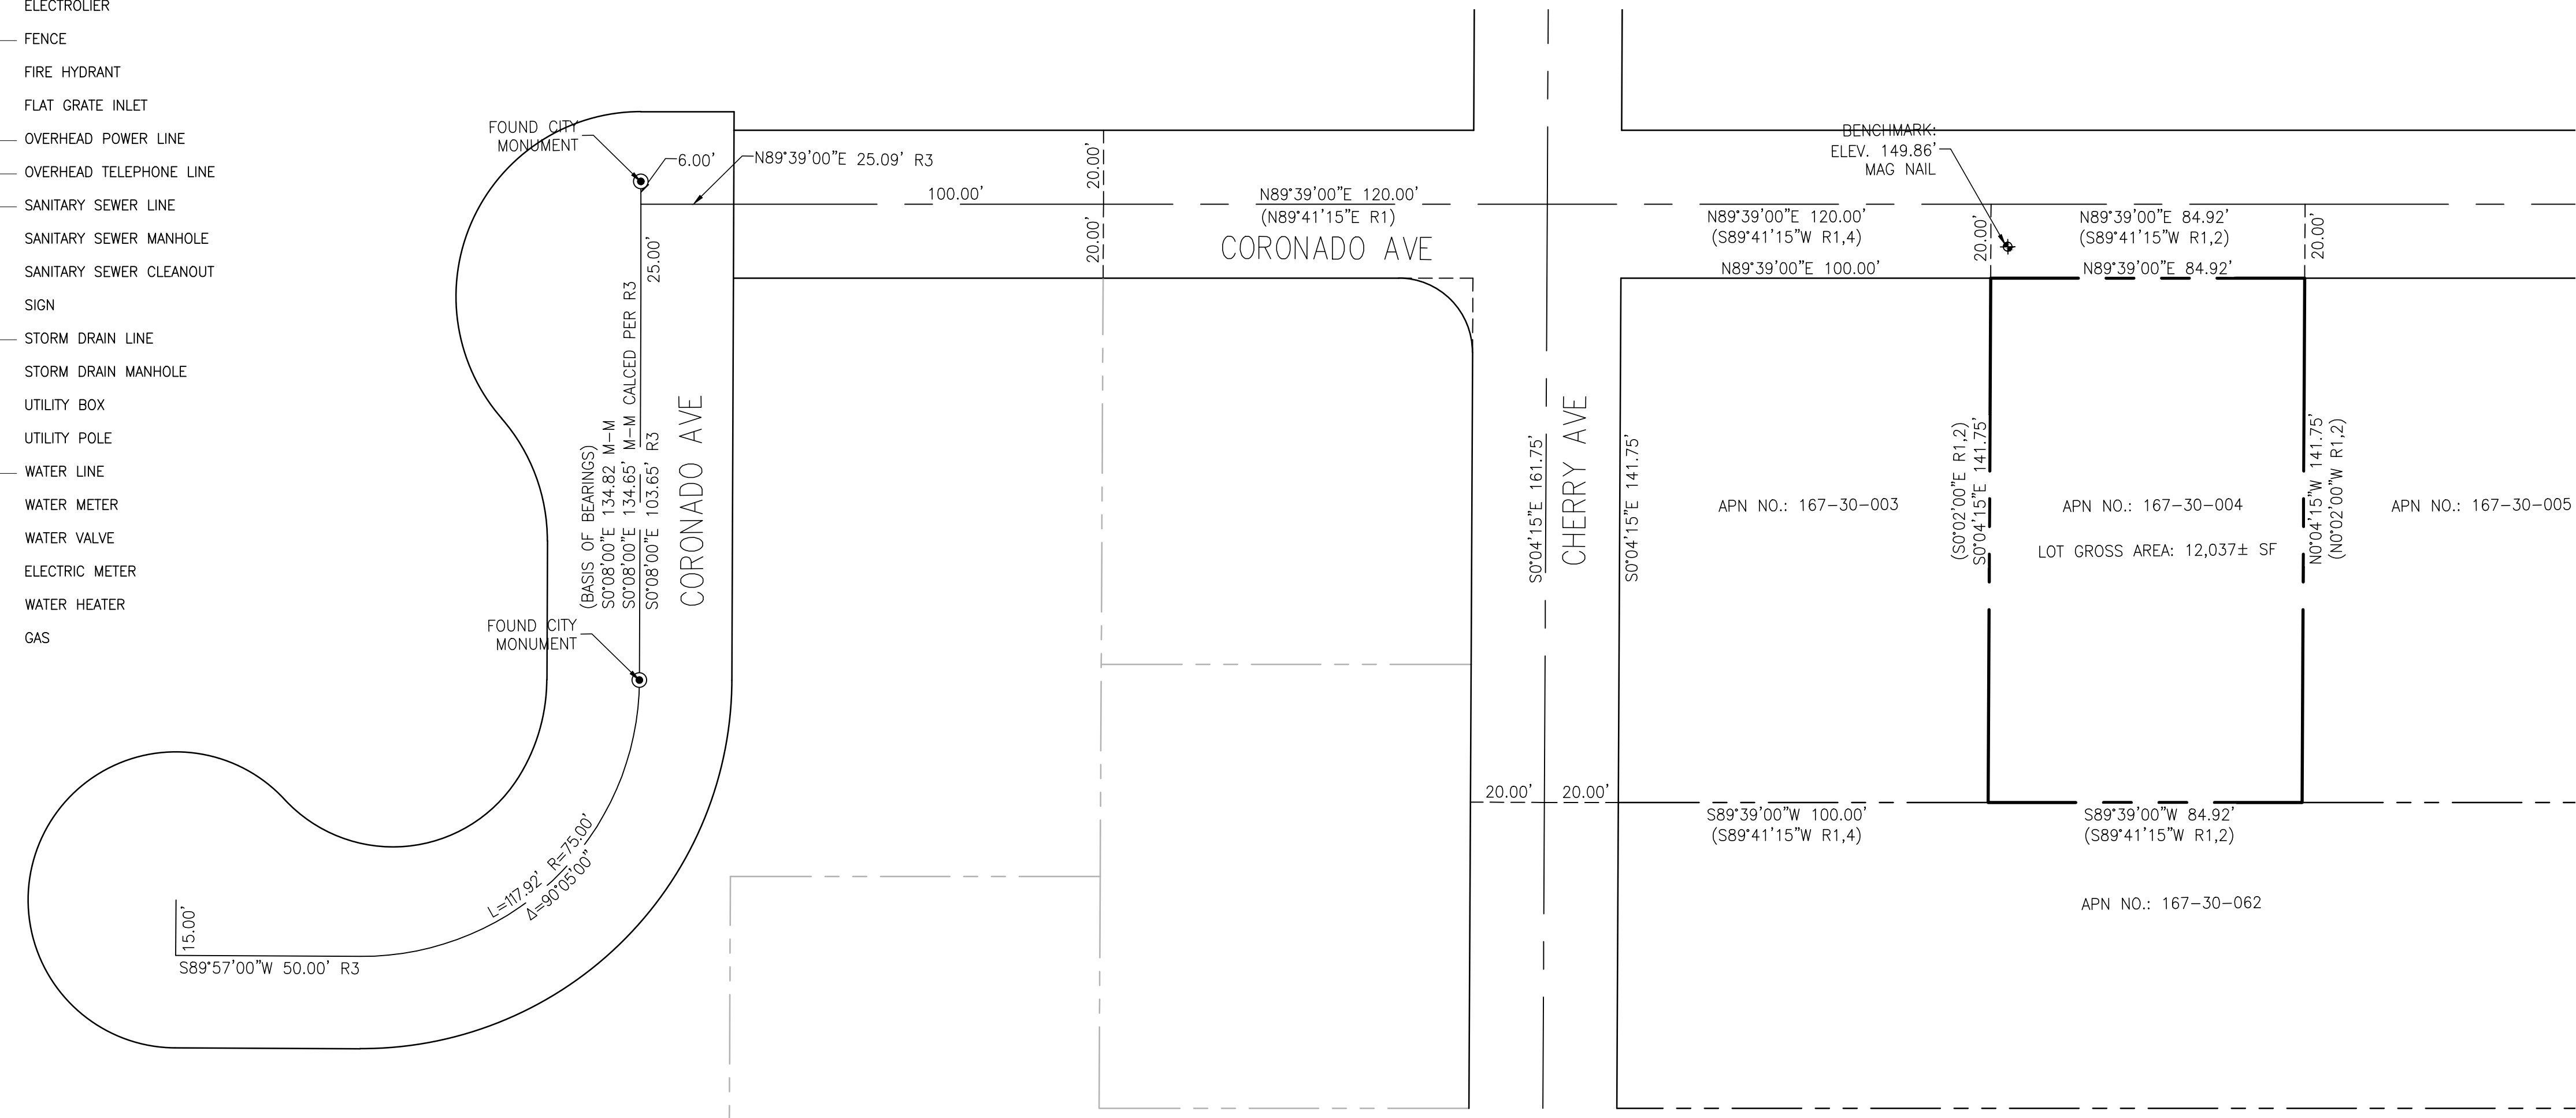 ELECTROLIER
FENCE
FIRE HYDRANT
FLAT GRATE INLET
OVERHEAD POWER LINE
OVERHEAD TELEPHONE LINE
SANITARY SEWER LINE
SANITARY SEWER MANHOLE
SANITARY SEWER CLEANOUT
SIGN
STORM DRAIN LINE
STORM DRAIN MANHOLE
UTILITY BOX
UTILITY POLE
WATER LINE
WATER METER
WATER VALVE
ELECTRIC METER
WATER HEATER
GAS
FOUND CITY
MONUMENT
6.00'
N89°39'00"E 25.09' R3
25.00'
(BASIS OF BEARINGS)
S0°08'00"E 134.82 M-M
S0°08'00"E 134.65' M-M CALCED PER R3
S0°08'00"E 103.65' R3
CORONADO AVE
FOUND CITY
MONUMENT
L=117.92' R=75.00'
Δ=90°05'00"
15.00'
S89°57'00"W 50.00' R3
100.00'
20.00'
20.00'
N89°39'00"E 120.00'
(N89°41'15"E R1)
CORONADO AVE
S0°04'15"E 161.75'
CHERRY AVE
S0°04'15"E 141.75'
20.00'
20.00'
BENCHMARK:
ELEV. 149.86'
MAG NAIL
N89°39'00"E 120.00'
(S89°41'15"W R1,4)
N89°39'00"E 100.00'
20.00'
N89°39'00"E 84.92'
(S89°41'15"W R1,2)
N89°39'00"E 84.92'
20.00'
APN NO.: 167-30-003
(S0°02'00"E R1,2)
S0°04'15"E 141.75'
APN NO.: 167-30-004
LOT GROSS AREA: 12,037± SF
N0°04'15"W 141.75'
(N0°02'00"W R1,2)
APN NO.: 167-30-005
S89°39'00"W 100.00'
(S89°41'15"W R1,4)
S89°39'00"W 84.92'
(S89°41'15"W R1,2)
APN NO.: 167-30-062